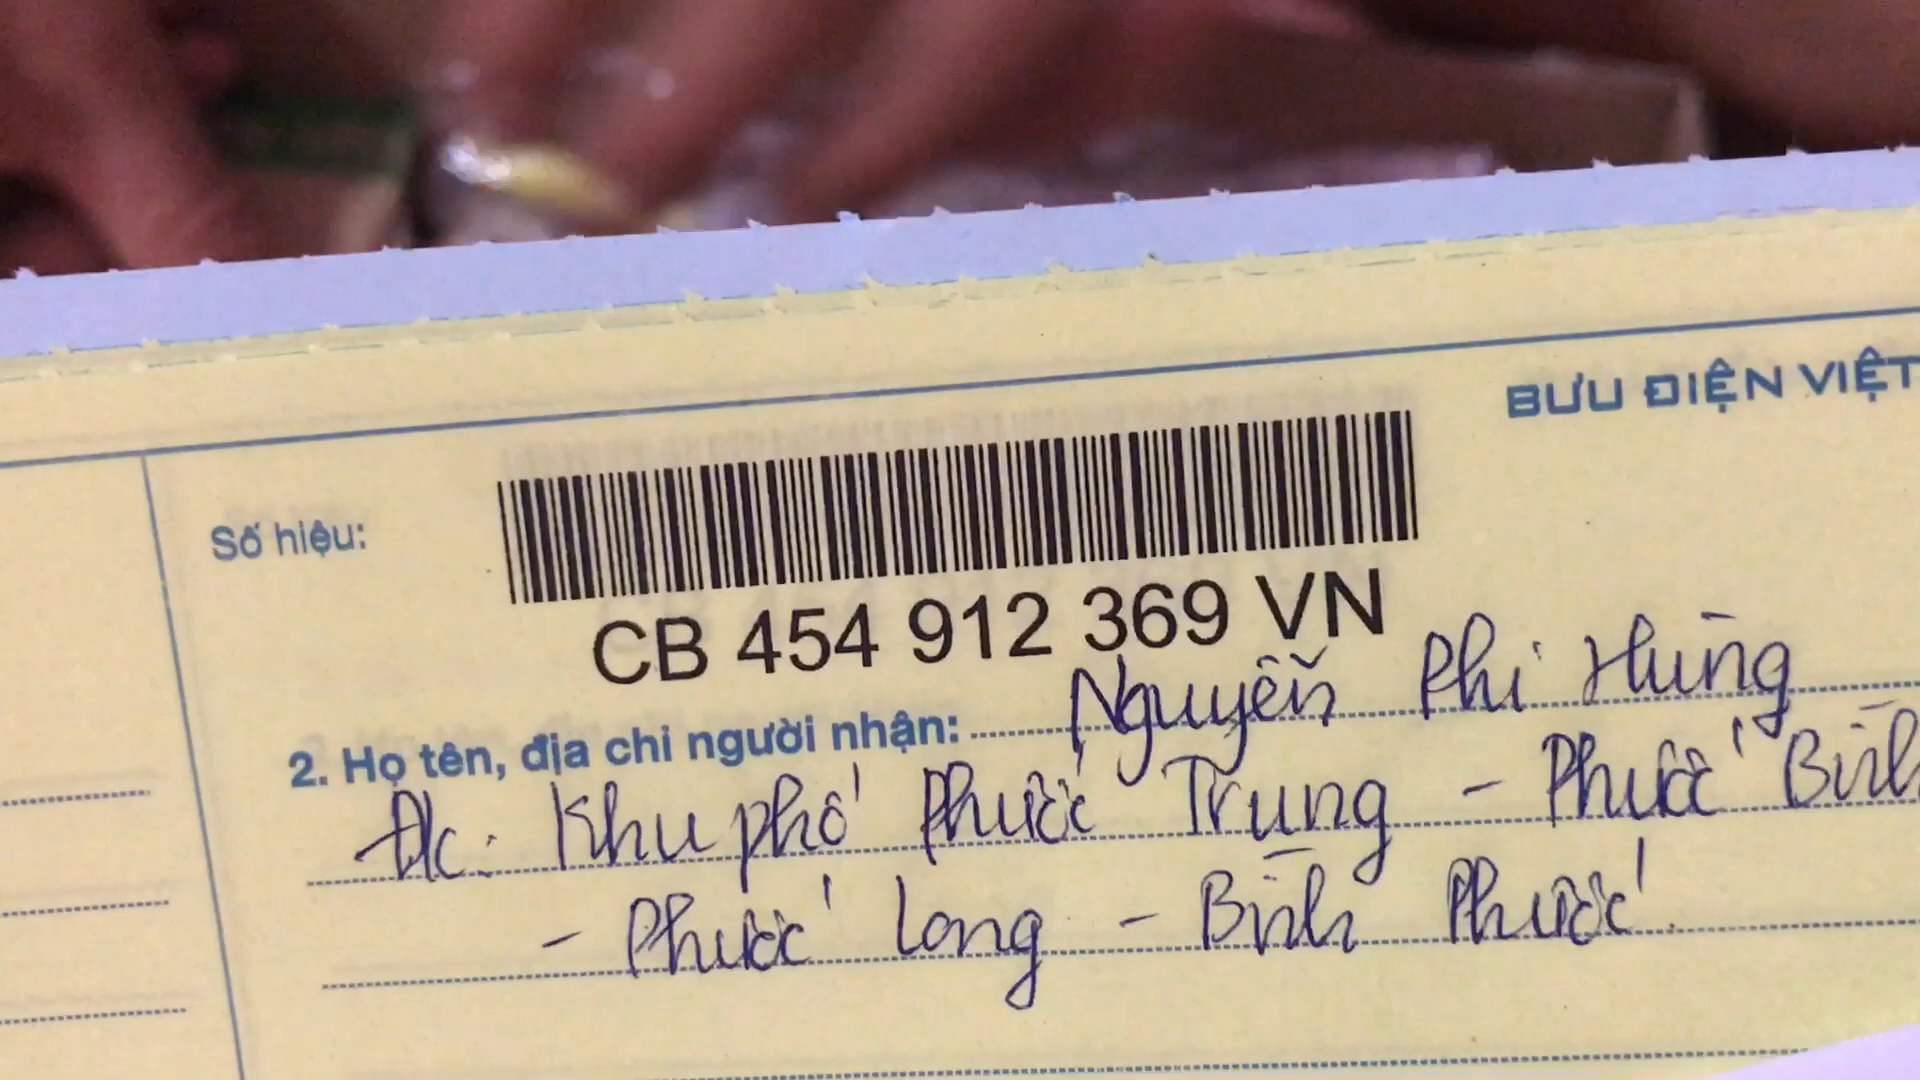 BƯU ĐIỆN VIỆT
Số hiệu:
CB 454 912 369 VN
2. Họ tên, địa chỉ người nhận: Nguyễn Phi Hùng
Đc: Khu phố Phước Trung - Phước Bình
- Phước Long - Bình Phước.